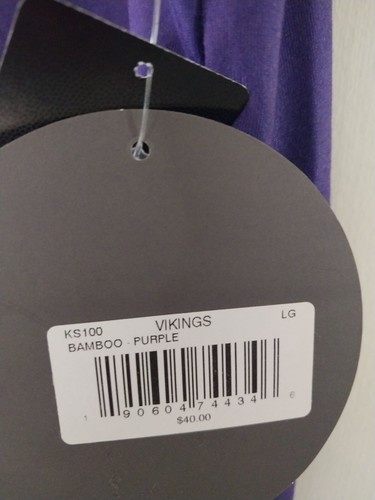 KS100 VIKINGS LG
BAMBOO - PURPLE
1 90604 74434 6
$40.00